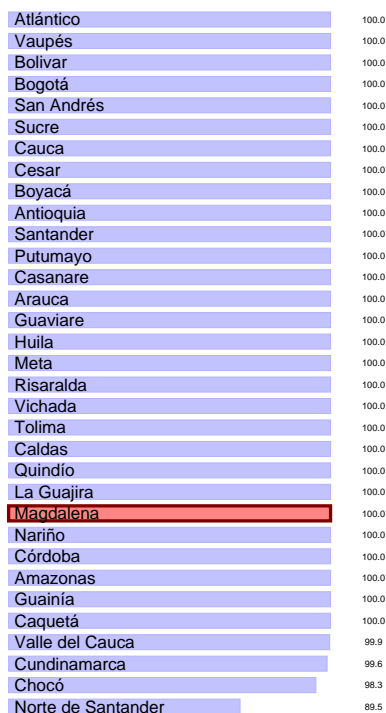 Atlántico 100.0
Vaupés 100.0
Bolivar 100.0
Bogotá 100.0
San Andrés 100.0
Sucre 100.0
Cauca 100.0
Cesar 100.0
Boyacá 100.0
Antioquia 100.0
Santander 100.0
Putumayo 100.0
Casanare 100.0
Arauca 100.0
Guaviare 100.0
Huila 100.0
Meta 100.0
Risaralda 100.0
Vichada 100.0
Tolima 100.0
Caldas 100.0
Quindío 100.0
La Guajira 100.0
Magdalena 100.0
Nariño 100.0
Córdoba 100.0
Amazonas 100.0
Guainía 100.0
Caquetá 100.0
Valle del Cauca 99.9
Cundinamarca 99.6
Chocó 98.3
Norte de Santander 89.5